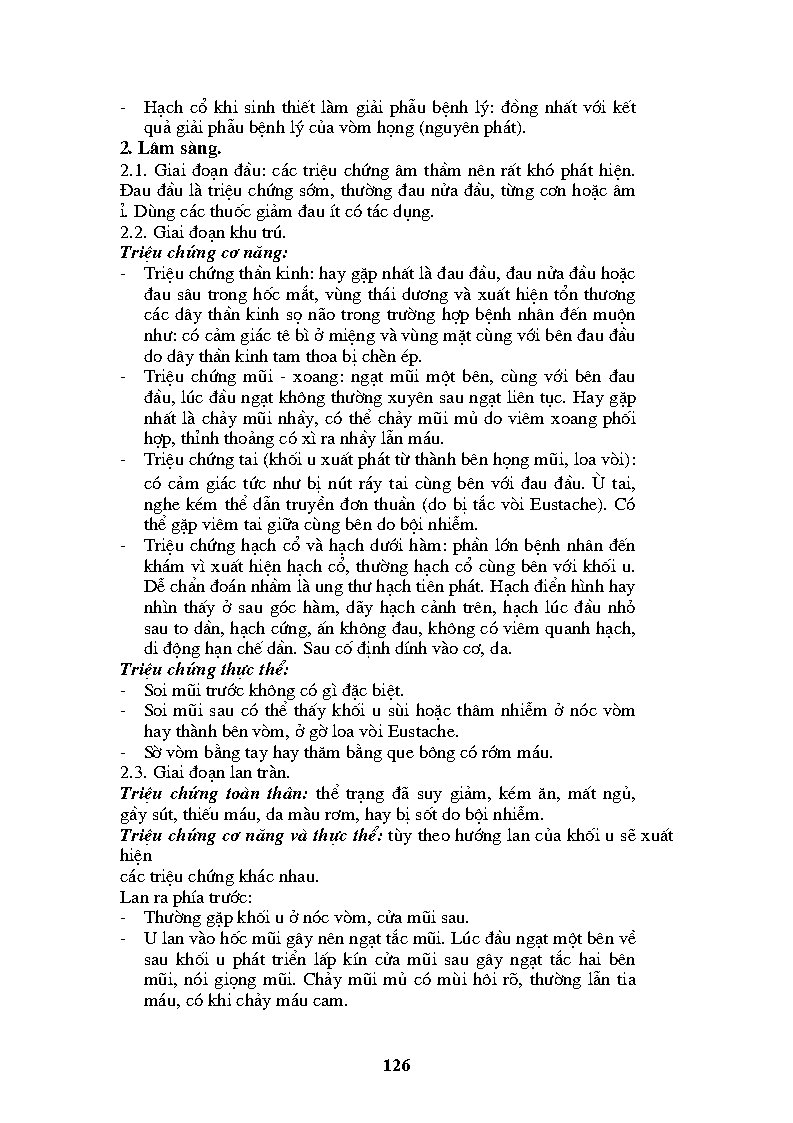 - Hạch cổ khi sinh thiết làm giải phẫu bệnh lý: đồng nhất với kết
quả giải phẫu bệnh lý của vòm họng (nguyên phát).
2. Lâm sàng.
2.1. Giai đoạn đầu: các triệu chứng âm thầm nên rất khó phát hiện.
Đau đầu là triệu chứng sớm, thường đau nửa đầu, từng cơn hoặc âm
ỉ. Dùng các thuốc giảm đau ít có tác dụng.
2.2. Giai đoạn khu trú.
Triệu chứng cơ năng:
- Triệu chứng thần kinh: hay gặp nhất là đau đầu, đau nửa đầu hoặc
đau sâu trong hốc mắt, vùng thái dương và xuất hiện tổn thương
các dây thần kinh sọ não trong trường hợp bệnh nhân đến muộn
như: có cảm giác tê bì ở miệng và vùng mặt cùng với bên đau đầu
do dây thần kinh tam thoa bị chèn ép.
- Triệu chứng mũi - xoang: ngạt mũi một bên, cùng với bên đau
đầu, lúc đầu ngạt không thường xuyên sau ngạt liên tục. Hay gặp
nhất là chảy mũi nhầy, có thể chảy mũi mủ do viêm xoang phối
hợp, thỉnh thoảng có xì ra nhầy lẫn máu.
- Triệu chứng tai (khối u xuất phát từ thành bên họng mũi, loa vòi):
có cảm giác tức như bị nút ráy tai cùng bên với đau đầu. Ù tai,
nghe kém thể dẫn truyền đơn thuần (do bị tắc vòi Eustache). Có
thể gặp viêm tai giữa cùng bên do bội nhiễm.
- Triệu chứng hạch cổ và hạch dưới hàm: phần lớn bệnh nhân đến
khám vì xuất hiện hạch cổ, thường hạch cổ cùng bên với khối u.
Dễ chẩn đoán nhầm là ung thư hạch tiên phát. Hạch điển hình hay
nhìn thấy ở sau góc hàm, dãy hạch cảnh trên, hạch lúc đầu nhỏ
sau to dần, hạch cứng, ấn không đau, không có viêm quanh hạch,
di động hạn chế dần. Sau cố định dính vào cơ, da.
Triệu chứng thực thể:
- Soi mũi trước không có gì đặc biệt.
- Soi mũi sau có thể thấy khối u sùi hoặc thâm nhiễm ở nóc vòm
hay thành bên vòm, ở gờ loa vòi Eustache.
- Sờ vòm bằng tay hay thăm bằng que bông có rớm máu.
2.3. Giai đoạn lan tràn.
Triệu chứng toàn thân: thể trạng đã suy giảm, kém ăn, mất ngủ,
gầy sút, thiếu máu, da màu rơm, hay bị sốt do bội nhiễm.
Triệu chứng cơ năng và thực thể: tùy theo hướng lan của khối u sẽ xuất
hiện
các triệu chứng khác nhau.
Lan ra phía trước:
- Thường gặp khối u ở nóc vòm, cửa mũi sau.
- U lan vào hốc mũi gây nên ngạt tắc mũi. Lúc đầu ngạt một bên về
sau khối u phát triển lấp kín cửa mũi sau gây ngạt tắc hai bên
mũi, nói giọng mũi. Chảy mũi mủ có mùi hôi rõ, thường lẫn tia
máu, có khi chảy máu cam.
126